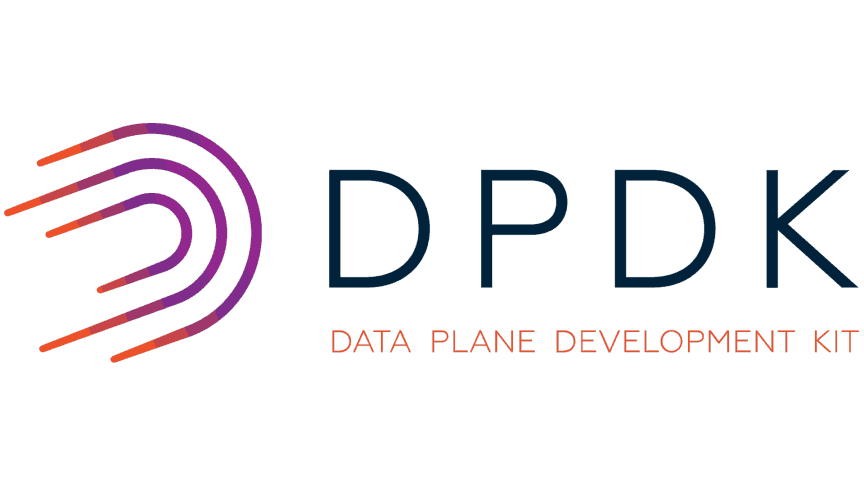 DPDK
DATA PLANE DEVELOPMENT KIT